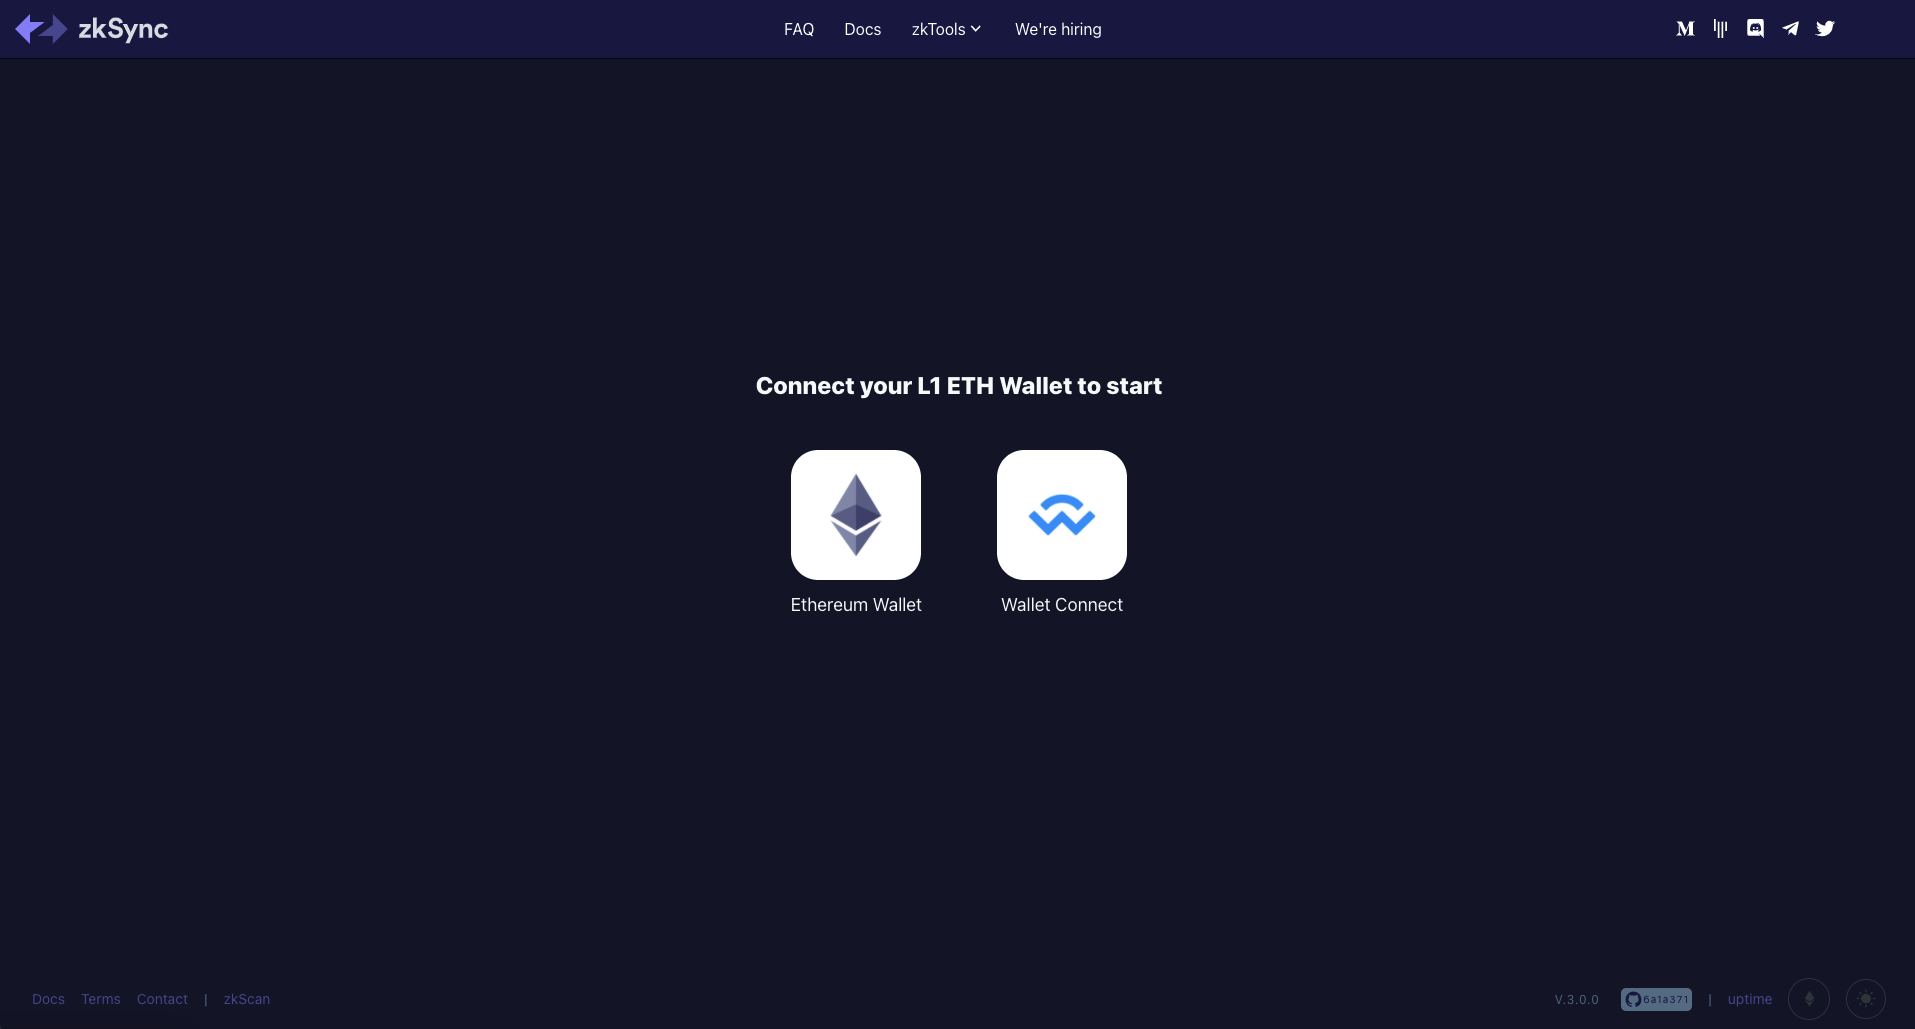 zkSync
FAQ Docs zkTools We're hiring
Connect your L1 ETH Wallet to start
Ethereum Wallet Wallet Connect
Docs Terms Contact | zkScan
V.3.0.0 6a1a371 | uptime